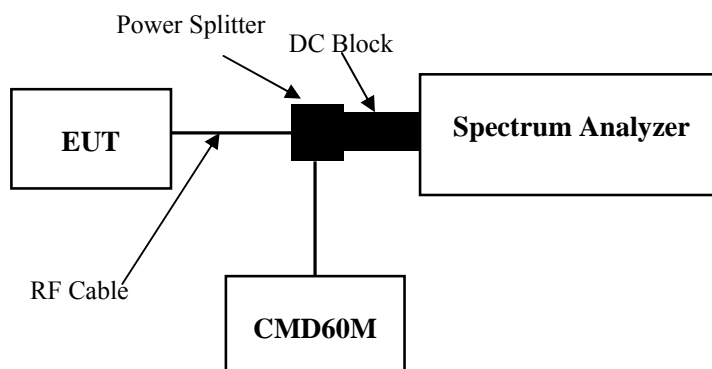 Power Splitter
DC Block
EUT
Spectrum Analyzer
RF Cable
CMD60M